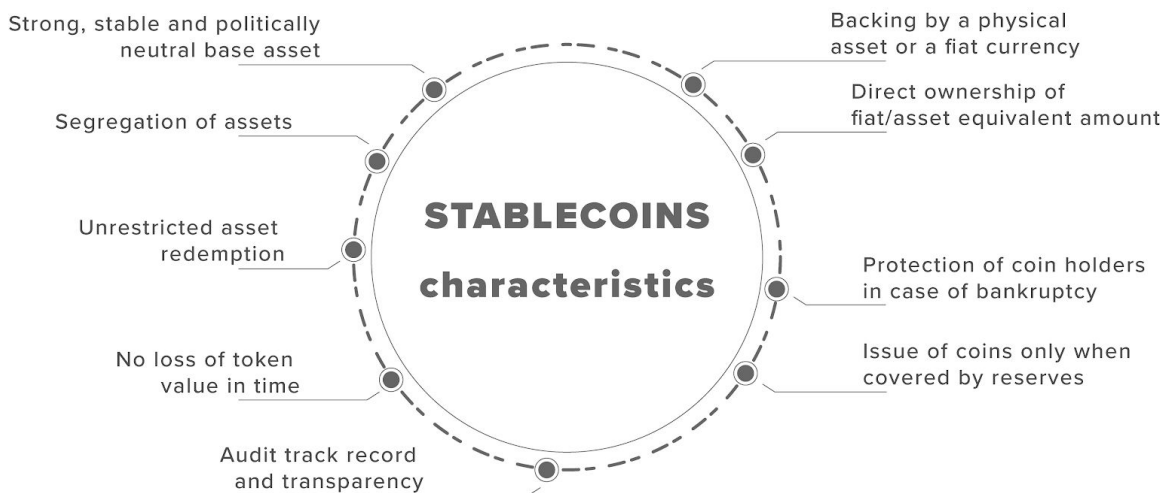 Strong, stable and politically
neutral base asset
Segregation of assets
Unrestricted asset
redemption
No loss of token
value in time
Audit track record
and transparency
STABLECOINS
characteristics
Backing by a physical
asset or a fiat currency
Direct ownership of
fiat/asset equivalent amount
Protection of coin holders
in case of bankruptcy
Issue of coins only when
covered by reserves